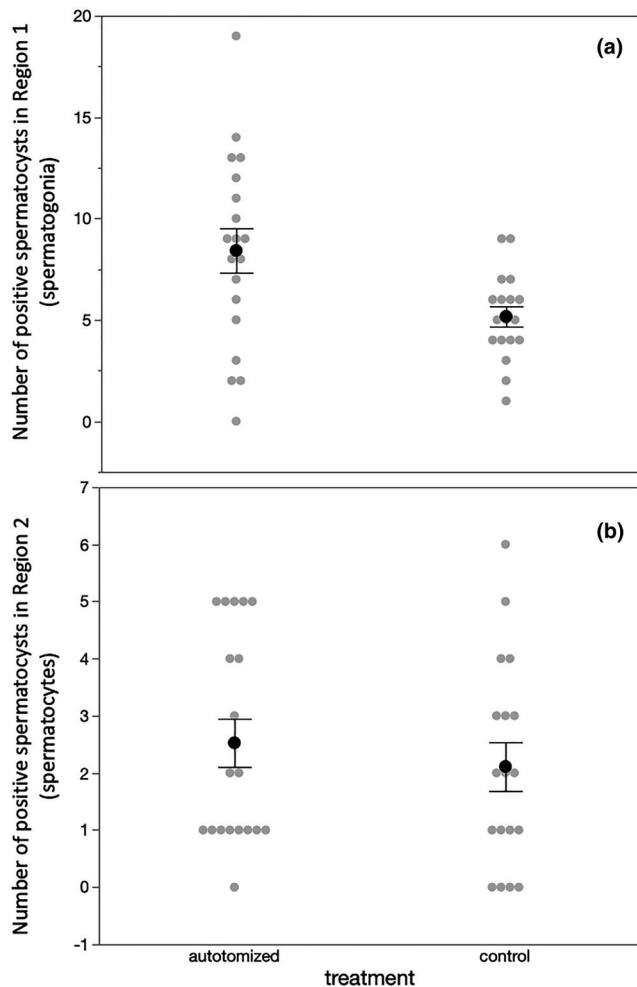 20
(a)
15
10
5
0
Number of positive spermatocysts in Region 1
(spermatogonia)
7
(b)
6
5
4
3
2
1
0
-1
Number of positive spermatocysts in Region 2
(spermatocytes)
autotomized control
treatment